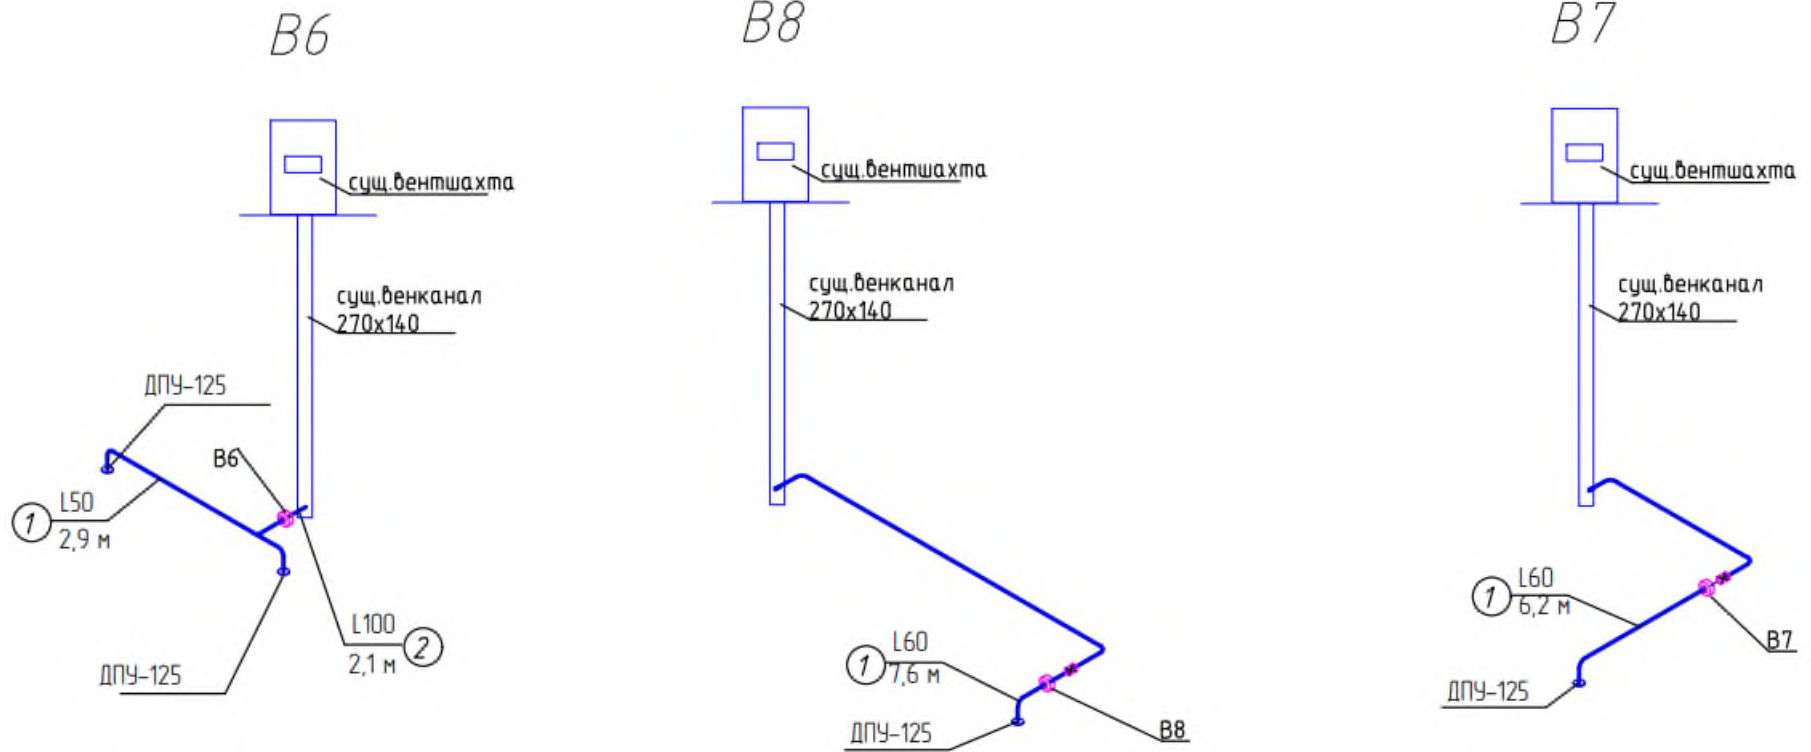 В6
сущ.вентшахта
сущ.венканал
270х140
ДПУ-125
В6
1
L50
2,9 м
L100
2
2,1 м
ДПУ-125
В8
сущ.вентшахта
сущ.венканал
270х140
L60
1
7,6 м
ДПУ-125
В8
В7
сущ.вентшахта
сущ.венканал
270х140
L60
1
6,2 м
В7
ДПУ-125